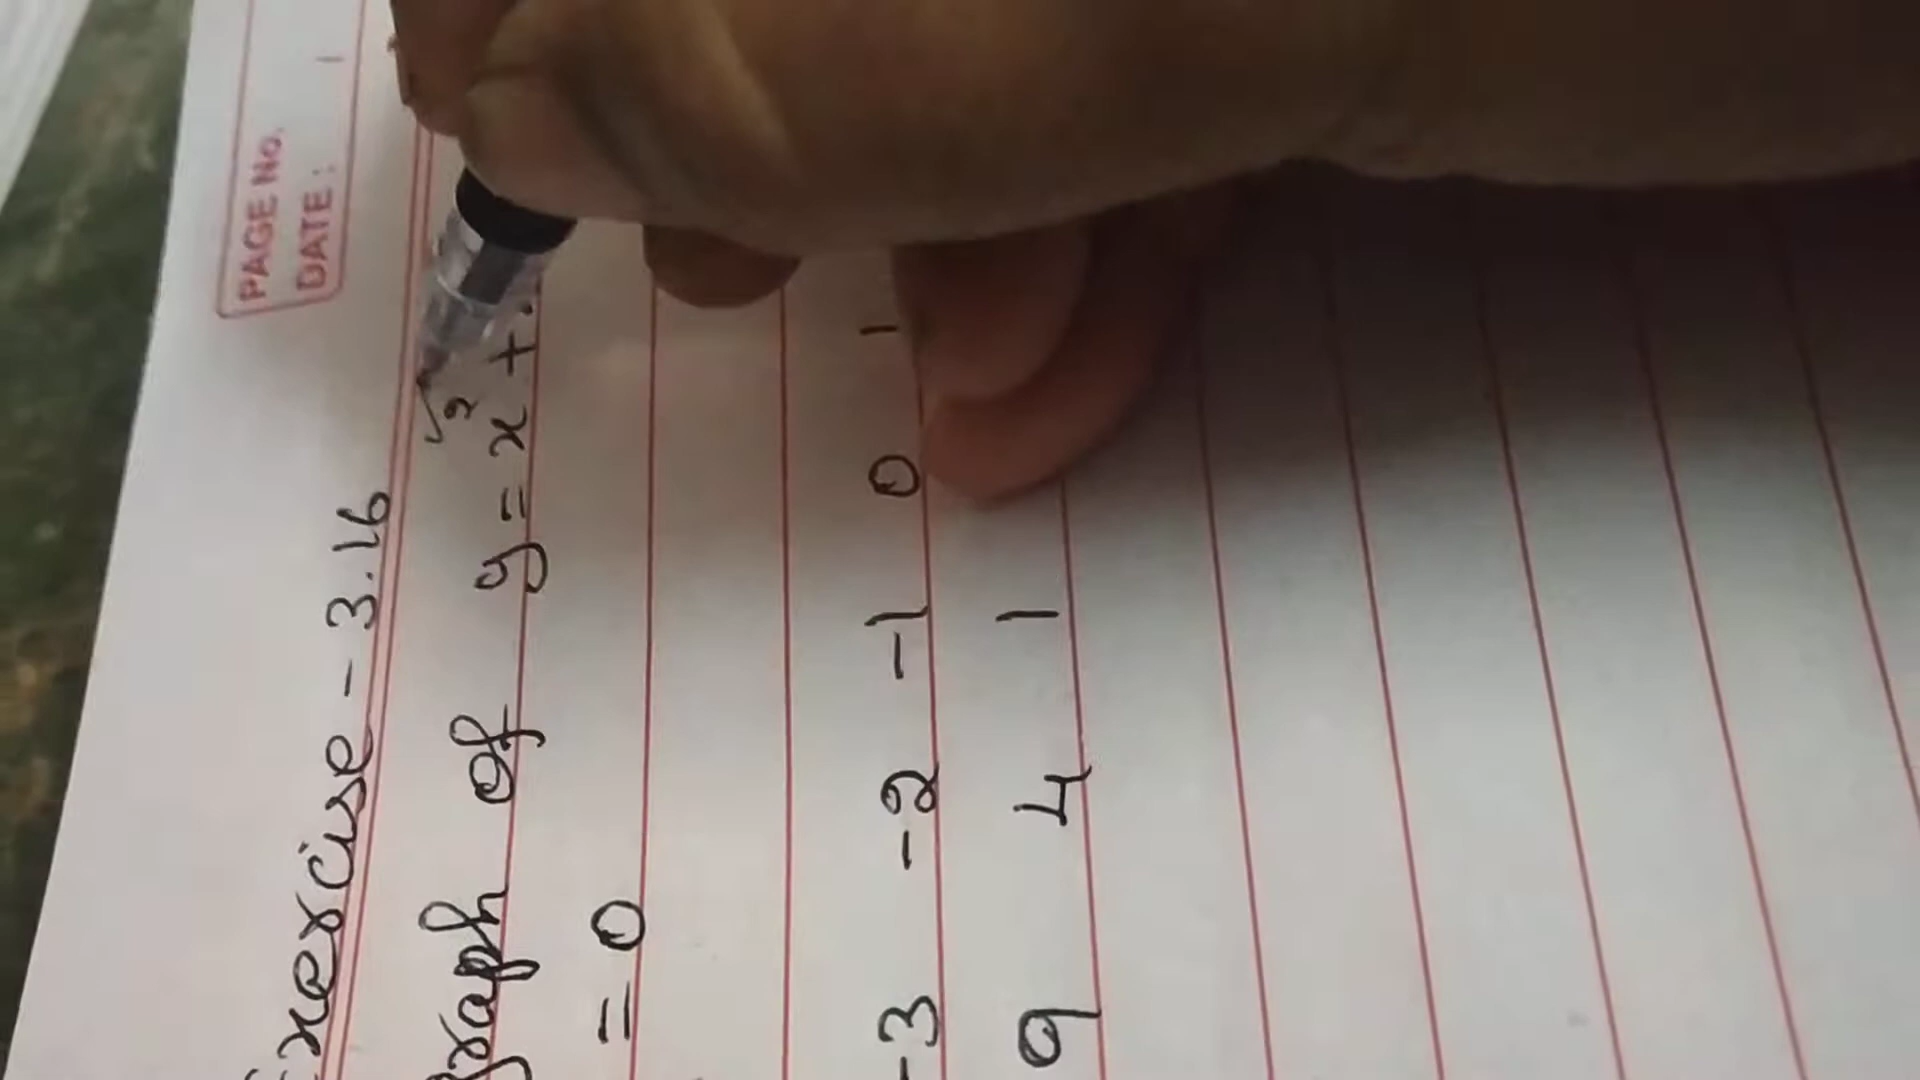 PAGE No.
DATE :
Exercise - 3.16
graph of y = x² +
= 0
-3 -2 -1 0 1
9 4 1